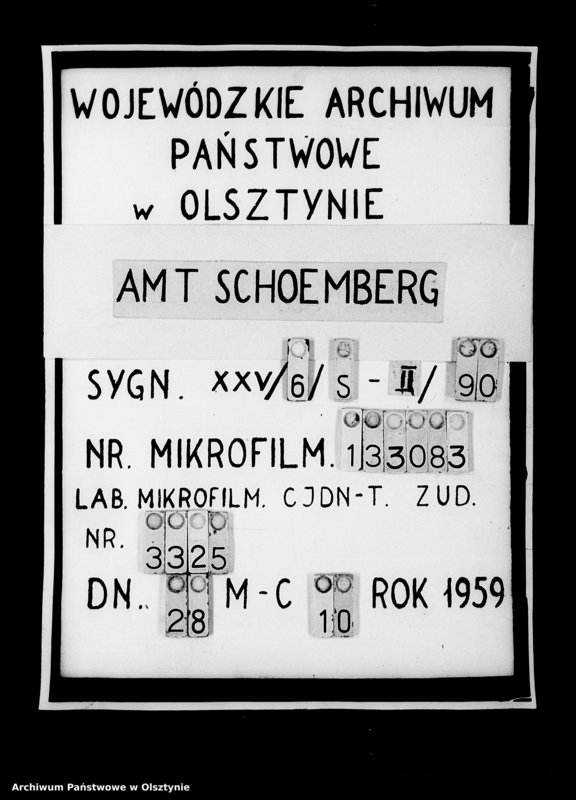 WOJEWÓDZKIE ARCHIWUM
PAŃSTWOWE
w OLSZTYNIE
AMT SCHOEMBERG
SYGN. XXV/6/S-II/90
NR. MIKROFILM. 133083
LAB. MIKROFILM. CJDN-T. ZUD.
NR. 3325
DN.. 28 M-C 10 ROK 1959
Archiwum Państwowe w Olsztynie